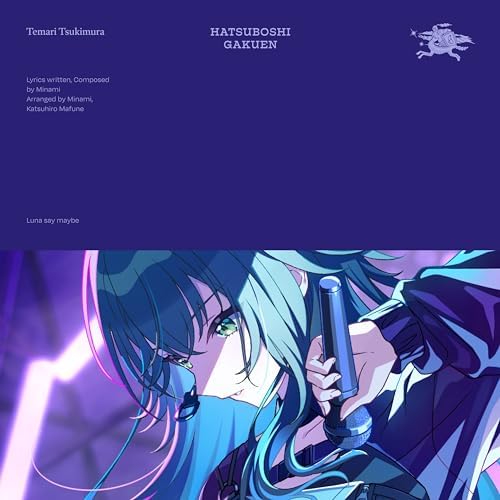 Temari Tsukimura
HATSUBOSHI
GAKUEN
Lyrics written, Composed
by Minami
Arranged by Minami,
Katsuhiro Mafune
Luna say maybe